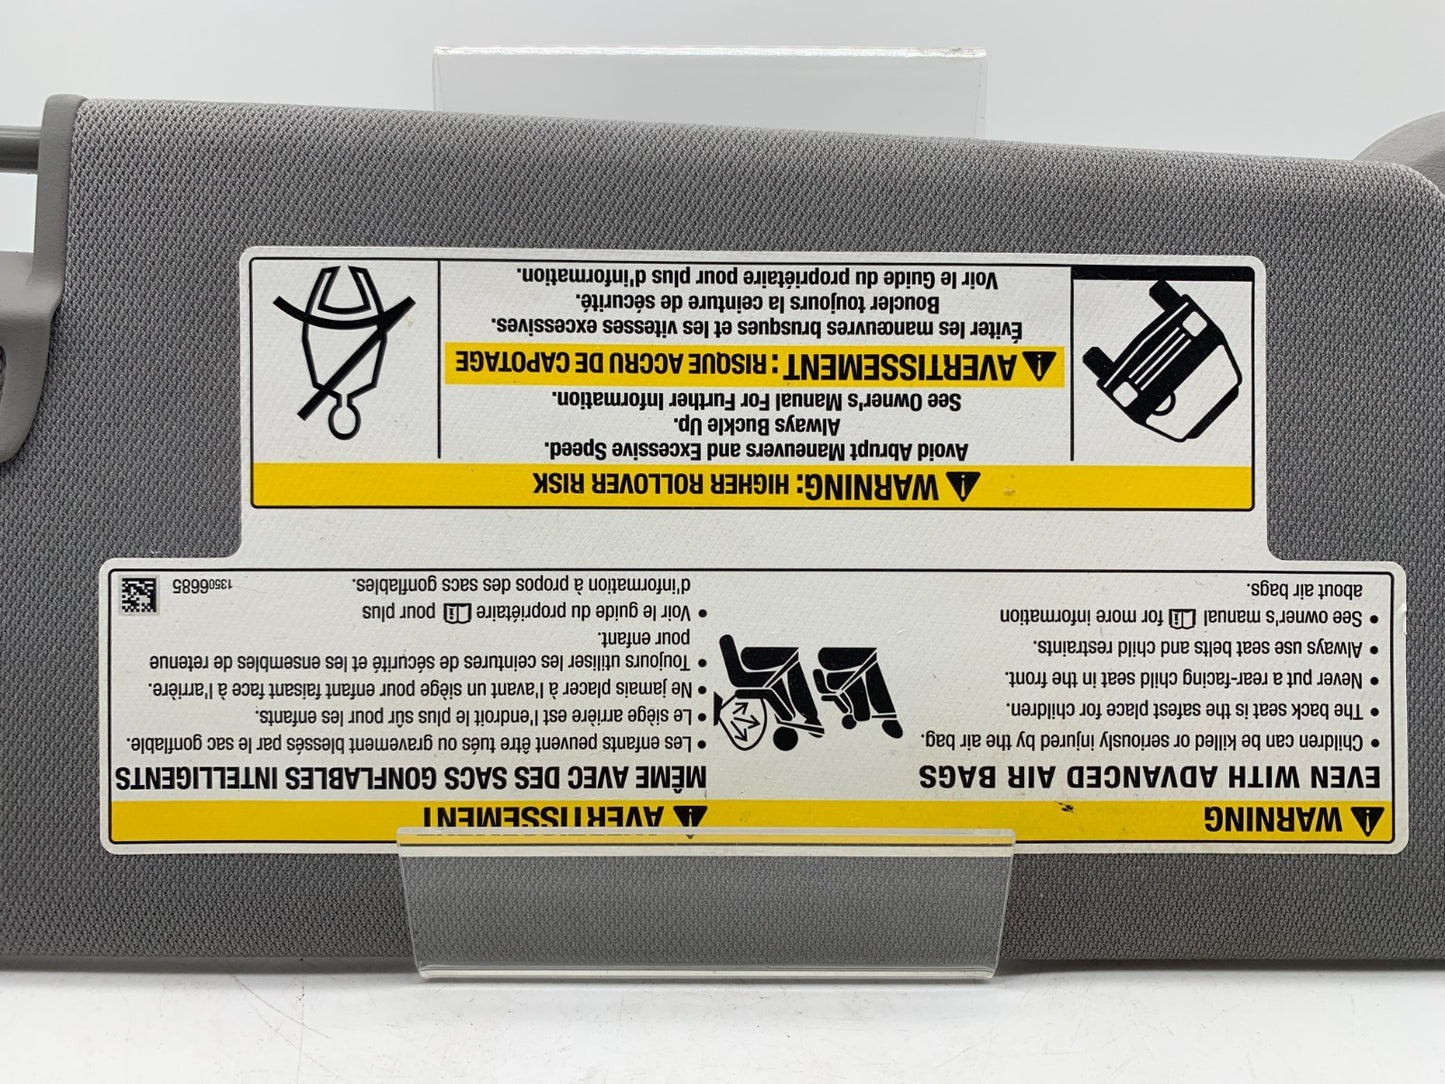 WARNING
EVEN WITH ADVANCED AIR BAGS
• Children can be killed or seriously injured by the air bag.
• The back seat is the safest place for children.
• Never put a rear-facing child seat in the front.
• Always use seat belts and child restraints.
• See owner's manual for more information
about air bags.
AVERTISSEMENT
MÊME AVEC DES SACS GONFLABLES INTELLIGENTS
• Les enfants peuvent être tués ou gravement blessés par le sac gonflable.
• Le siège arrière est l'endroit le plus sûr pour les enfants.
• Ne jamais placer à l'avant un siège pour enfant faisant face à l'arrière.
• Toujours utiliser les ceintures de sécurité et les ensembles de retenue
pour enfant.
• Voir le guide du propriétaire pour plus
d'information à propos des sacs gonflables.
13506685
WARNING: HIGHER ROLLOVER RISK
Avoid Abrupt Maneuvers and Excessive Speed.
Always Buckle Up.
See Owner's Manual For Further Information.
AVERTISSEMENT : RISQUE ACCRU DE CAPOTAGE
Éviter les manœuvres brusques et les vitesses excessives.
Boucler toujours la ceinture de sécurité.
Voir le Guide du propriétaire pour plus d'information.